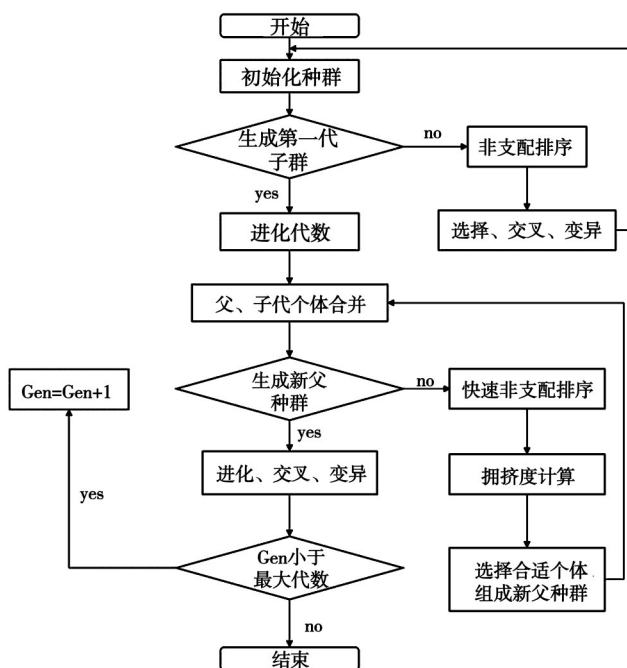 开始
初始化种群
生成第一代
子群
no
非支配排序
yes
选择、交叉、变异
进化代数
父、子代个体合并
生成新父
种群
no
快速非支配排序
Gen=Gen+1
yes
进化、交叉、变异
拥挤度计算
yes
Gen小于
最大代数
选择合适个体
组成新父种群
no
结束